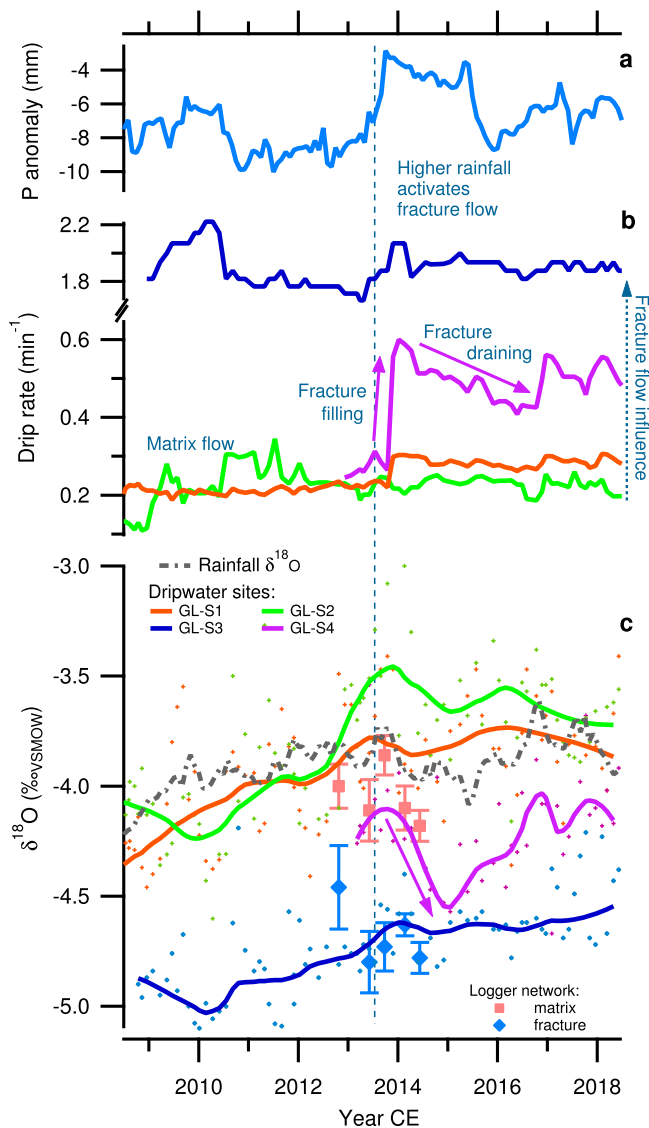 a
P anomaly (mm)
-4
-6
-8
-10
Higher rainfall
activates
fracture flow
b
Drip rate (min⁻¹)
2.2
1.8
0.6
0.4
0.2
Fracture
draining
Fracture
filling
Matrix flow
Fracture flow influence
c
δ¹⁸O (‰VSMOW)
-3.0
-3.5
-4.0
-4.5
-5.0
Rainfall δ¹⁸O
Dripwater sites:
GL-S1 GL-S2
GL-S3 GL-S4
Logger network:
matrix
fracture
2010 2012 2014 2016 2018
Year CE